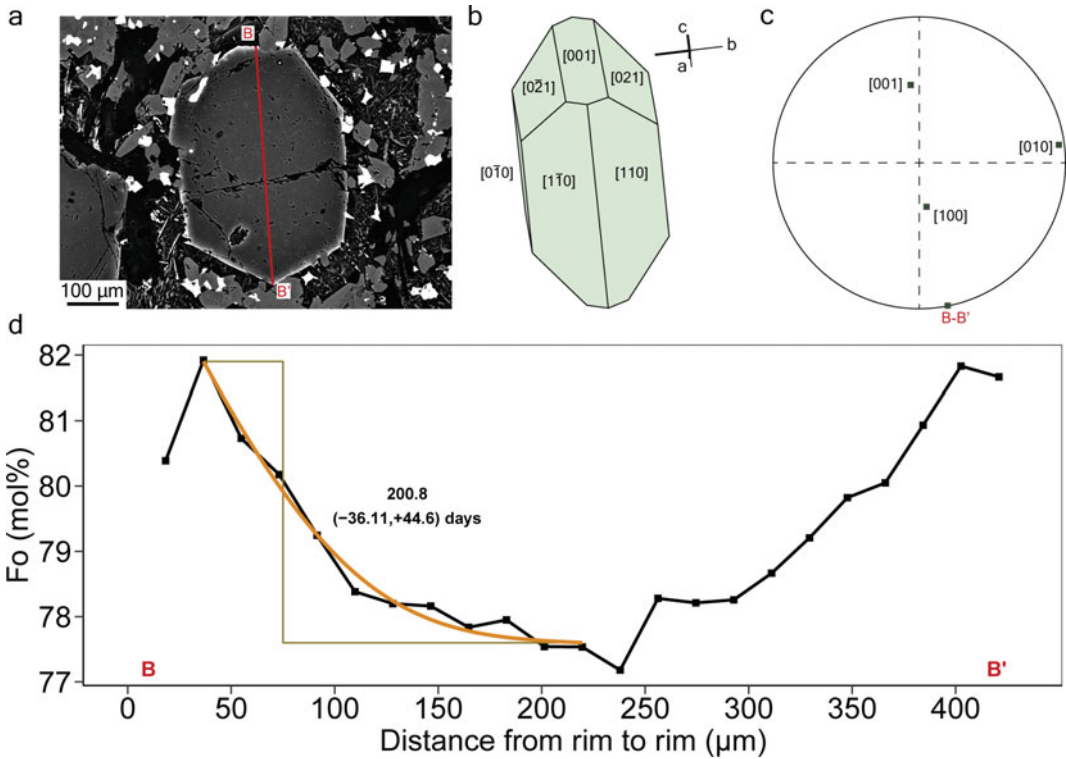 a
B
B'
100 µm
b
[001]
[02̄1]
[021]
[01̄0]
[11̄0]
[110]
c
b
a
c
[001]
[010]
[100]
B-B'
d
82
81
80
79
78
77
Fo (mol%)
200.8
(−36.11,+44.6) days
B
B'
0
50
100
150
200
250
300
350
400
Distance from rim to rim (µm)